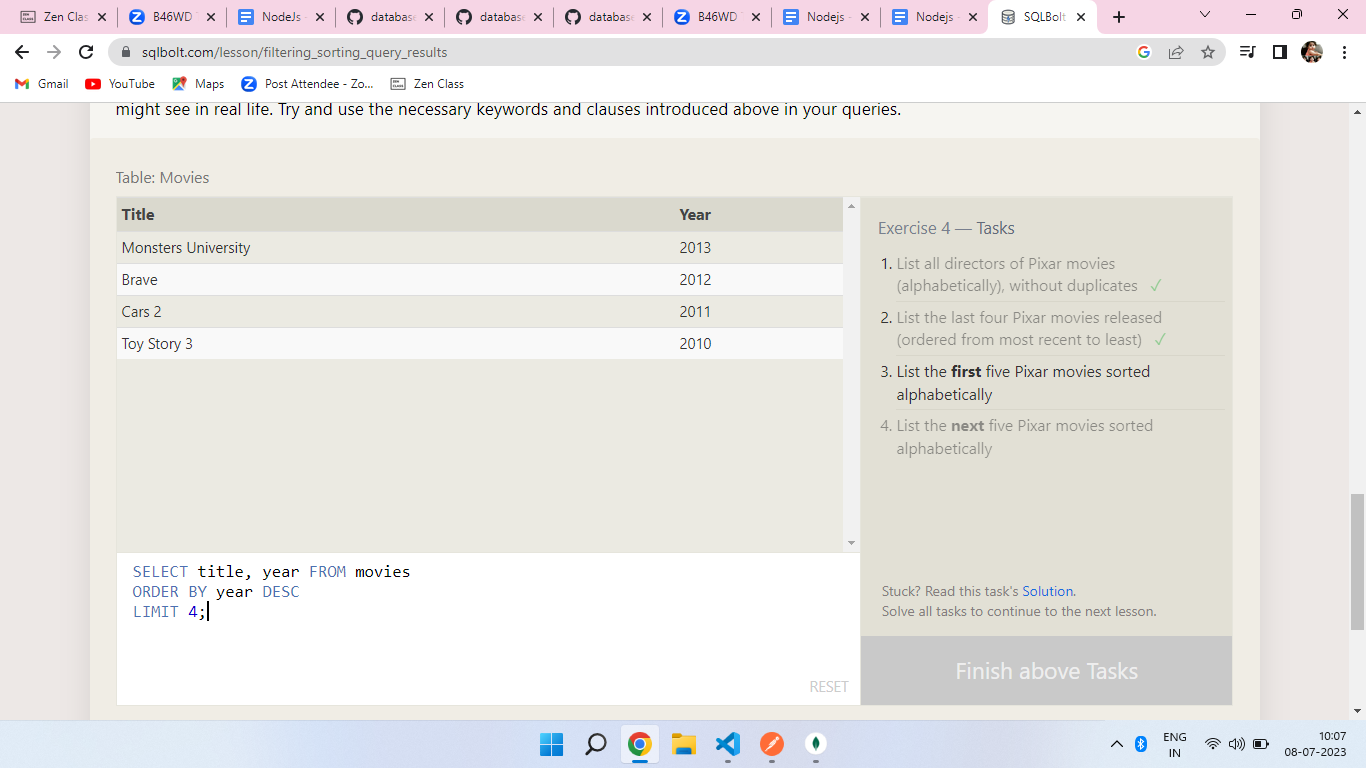 Zen Clas
B46WD
NodeJs -
database
database
database
B46WD
Nodejs -
Nodejs -
SQLBolt
sqlbolt.com/lesson/filtering_sorting_query_results
Gmail
YouTube
Maps
Post Attendee - Zo...
Zen Class
might see in real life. Try and use the necessary keywords and clauses introduced above in your queries.
Table: Movies
Title Year
Monsters University 2013
Brave 2012
Cars 2 2011
Toy Story 3 2010
SELECT title, year FROM movies
ORDER BY year DESC
LIMIT 4;
RESET
Exercise 4 — Tasks
1. List all directors of Pixar movies
(alphabetically), without duplicates ✓
2. List the last four Pixar movies released
(ordered from most recent to least) ✓
3. List the first five Pixar movies sorted
alphabetically
4. List the next five Pixar movies sorted
alphabetically
Stuck? Read this task's Solution.
Solve all tasks to continue to the next lesson.
Finish above Tasks
ENG
IN
10:07
08-07-2023